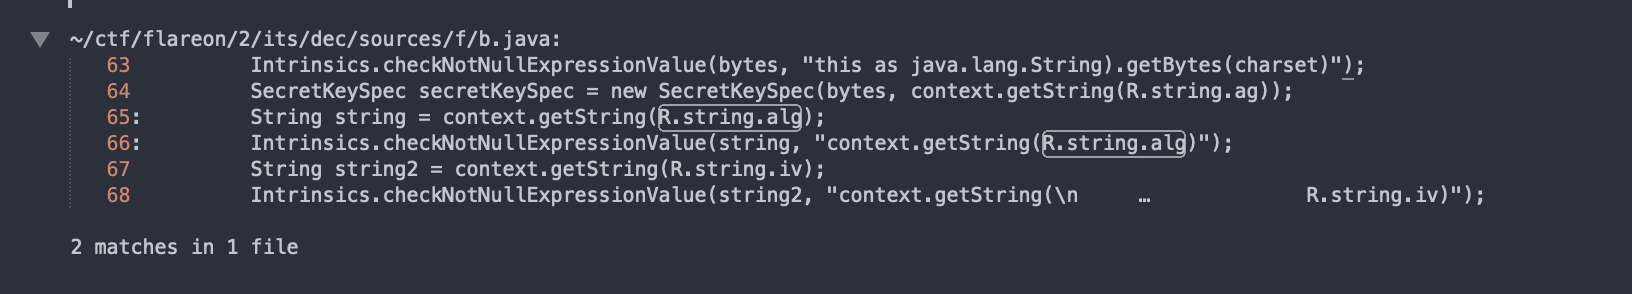 ~/ctf/flareon/2/its/dec/sources/f/b.java:
63 Intrinsics.checkNotNullExpressionValue(bytes, "this as java.lang.String).getBytes(charset)");
64 SecretKeySpec secretKeySpec = new SecretKeySpec(bytes, context.getString(R.string.ag));
65: String string = context.getString(R.string.alg);
66: Intrinsics.checkNotNullExpressionValue(string, "context.getString(R.string.alg)");
67 String string2 = context.getString(R.string.iv);
68 Intrinsics.checkNotNullExpressionValue(string2, "context.getString(\n … R.string.iv)");
2 matches in 1 file